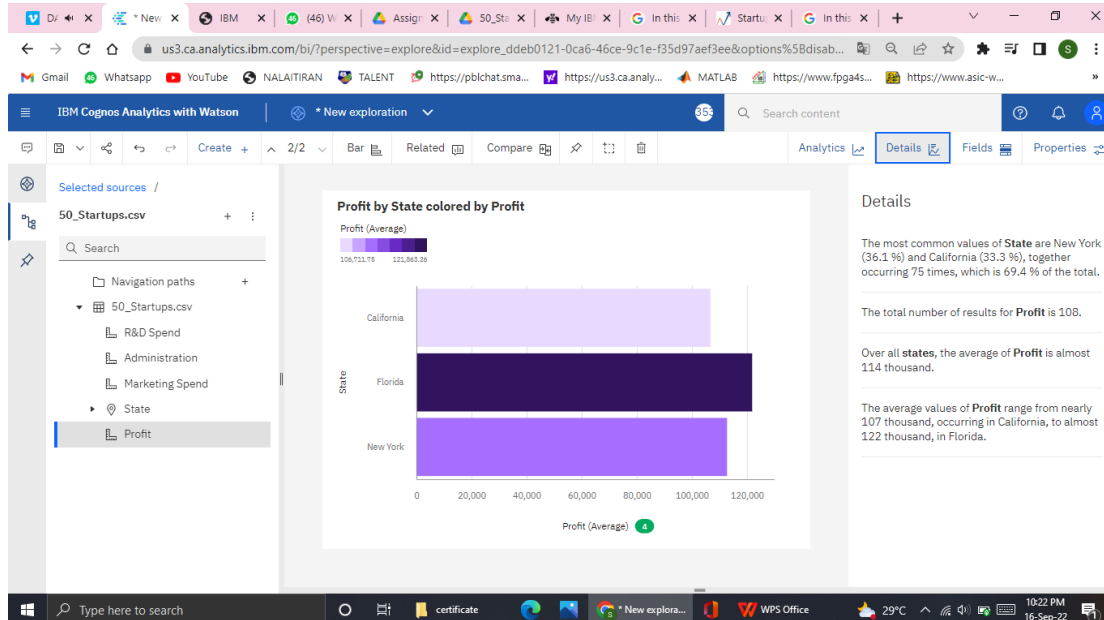 DA
* New
IBM
(46) W
Assign
50_Sta
My IB
In this
Startu
In this
us3.ca.analytics.ibm.com/bi/?perspective=explore&id=explore_ddeb0121-0ca6-46ce-9c1e-f35d97aef3ee&options%5Bdisab...
S
Gmail
Whatsapp
YouTube
NALAITIRAN
TALENT
https://pblchat.sma...
https://us3.ca.analy...
MATLAB
https://www.fpga4s...
https://www.asic-w...
»
IBM Cognos Analytics with Watson
* New exploration
353
Search content
Create +
2/2
Bar
Related
Compare
Analytics
Details
Fields
Properties
Selected sources /
50_Startups.csv
Search
Navigation paths
50_Startups.csv
R&D Spend
Administration
Marketing Spend
State
Profit
Profit by State colored by Profit
Profit (Average)
106,711.75 121,863.26
California
Florida
New York
State
0 20,000 40,000 60,000 80,000 100,000 120,000
Profit (Average) 4
Details
The most common values of State are New York
(36.1 %) and California (33.3 %), together
occurring 75 times, which is 69.4 % of the total.
The total number of results for Profit is 108.
Over all states, the average of Profit is almost
114 thousand.
The average values of Profit range from nearly
107 thousand, occurring in California, to almost
122 thousand, in Florida.
Type here to search
certificate
* New explora...
WPS Office
29°C
10:22 PM
16-Sep-22
1